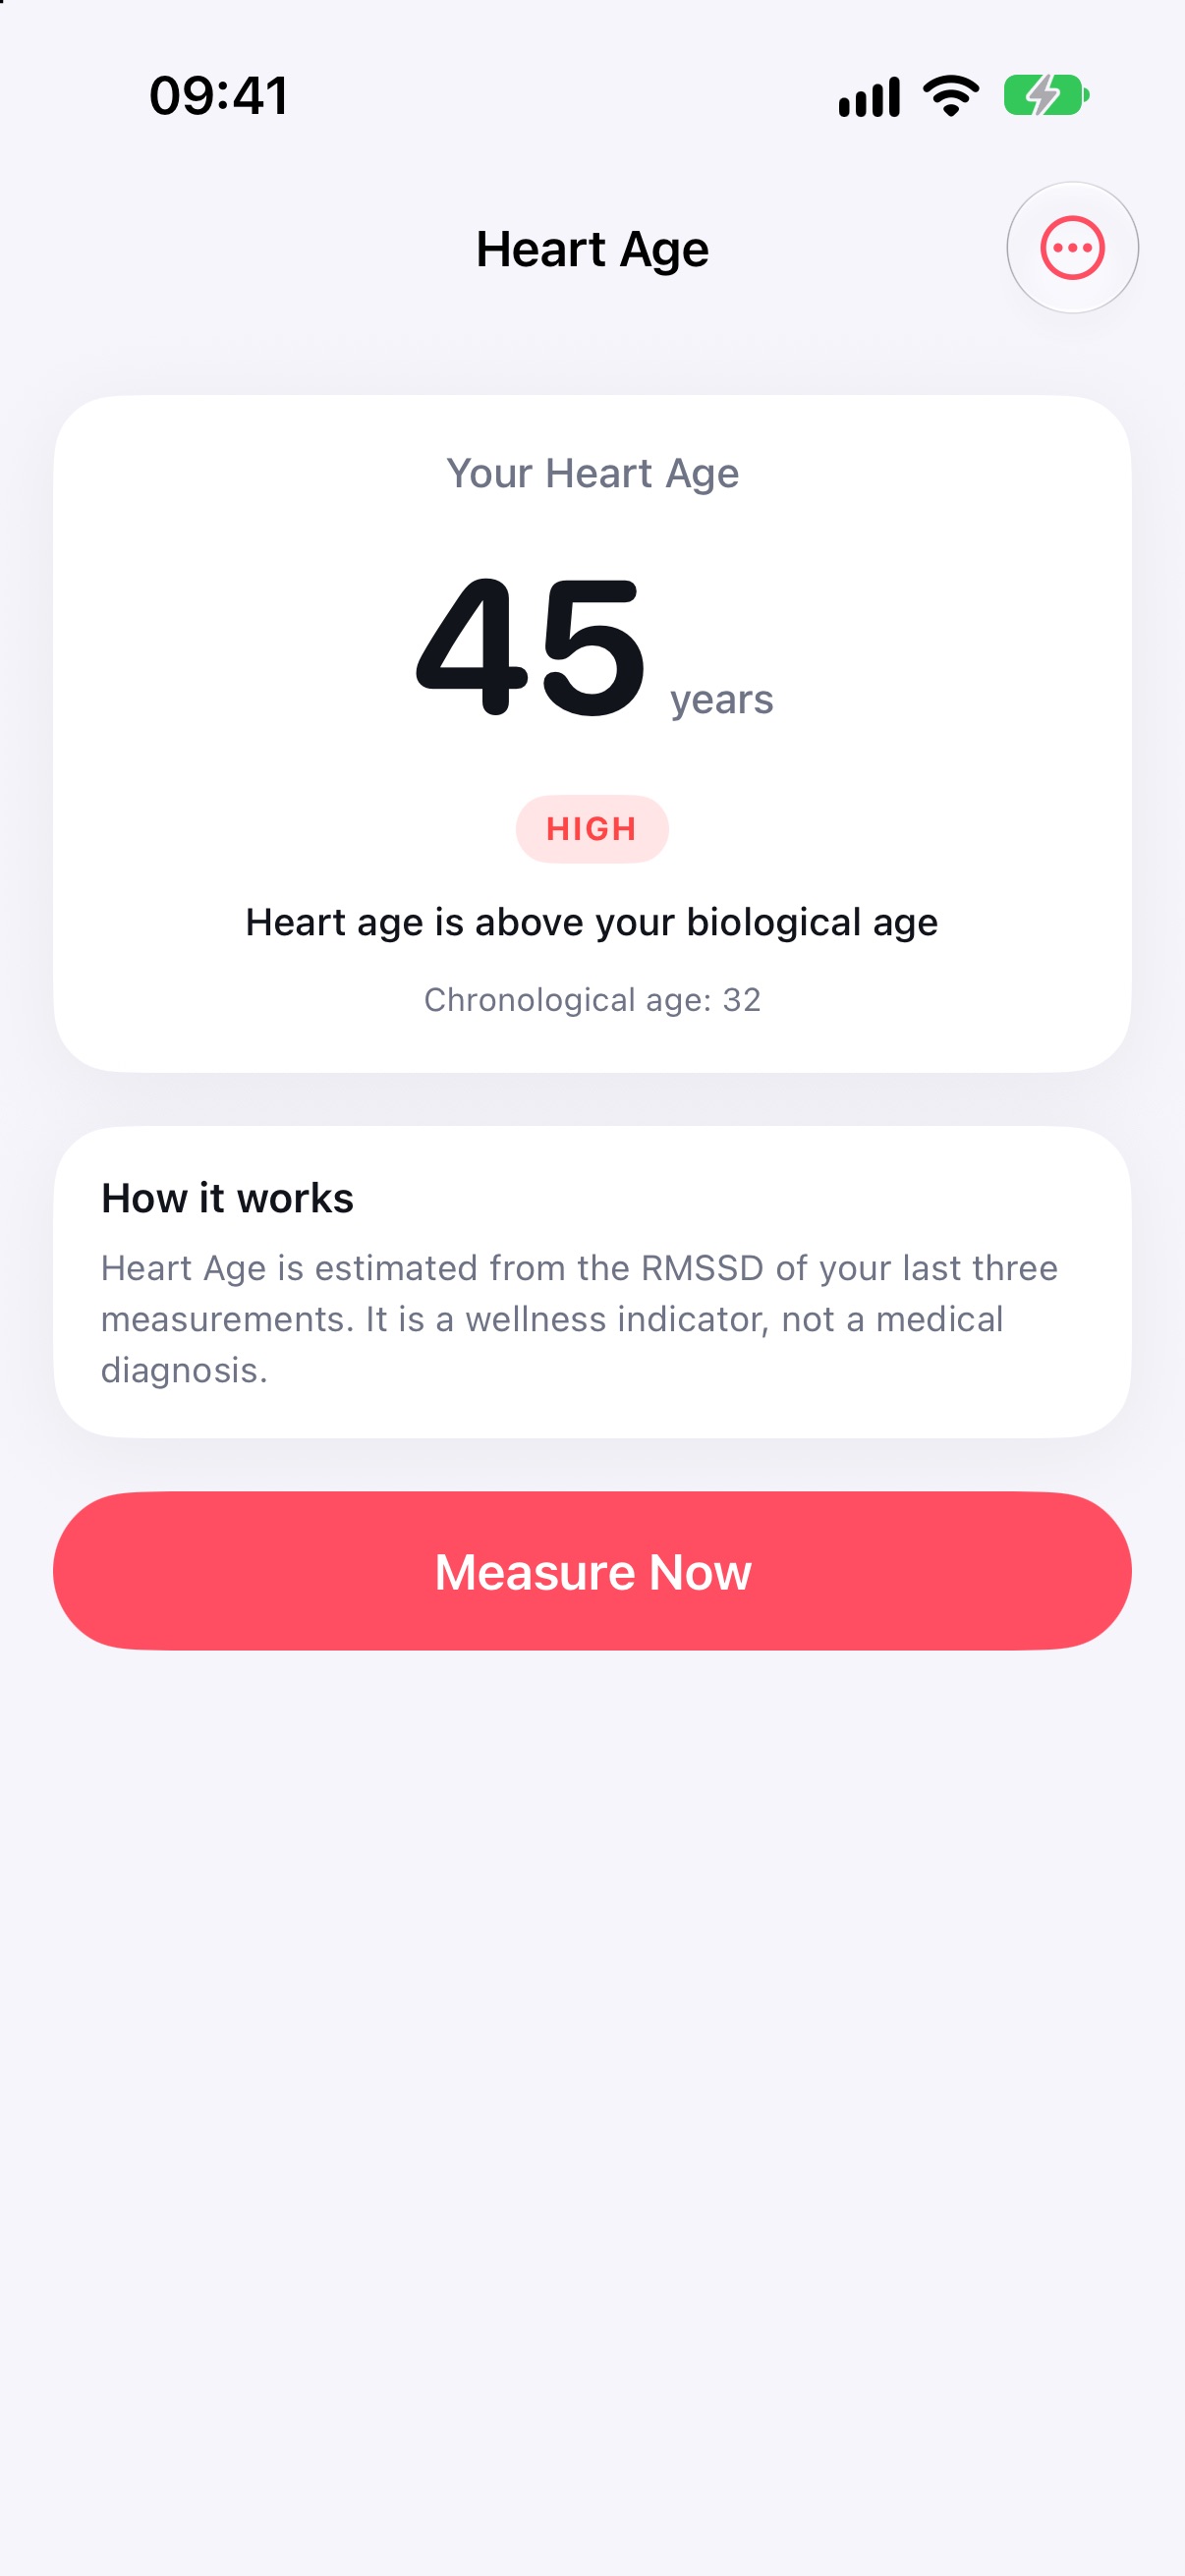 09:41
Heart Age
Your Heart Age
45 years
HIGH
Heart age is above your biological age
Chronological age: 32
How it works
Heart Age is estimated from the RMSSD of your last three
measurements. It is a wellness indicator, not a medical
diagnosis.
Measure Now